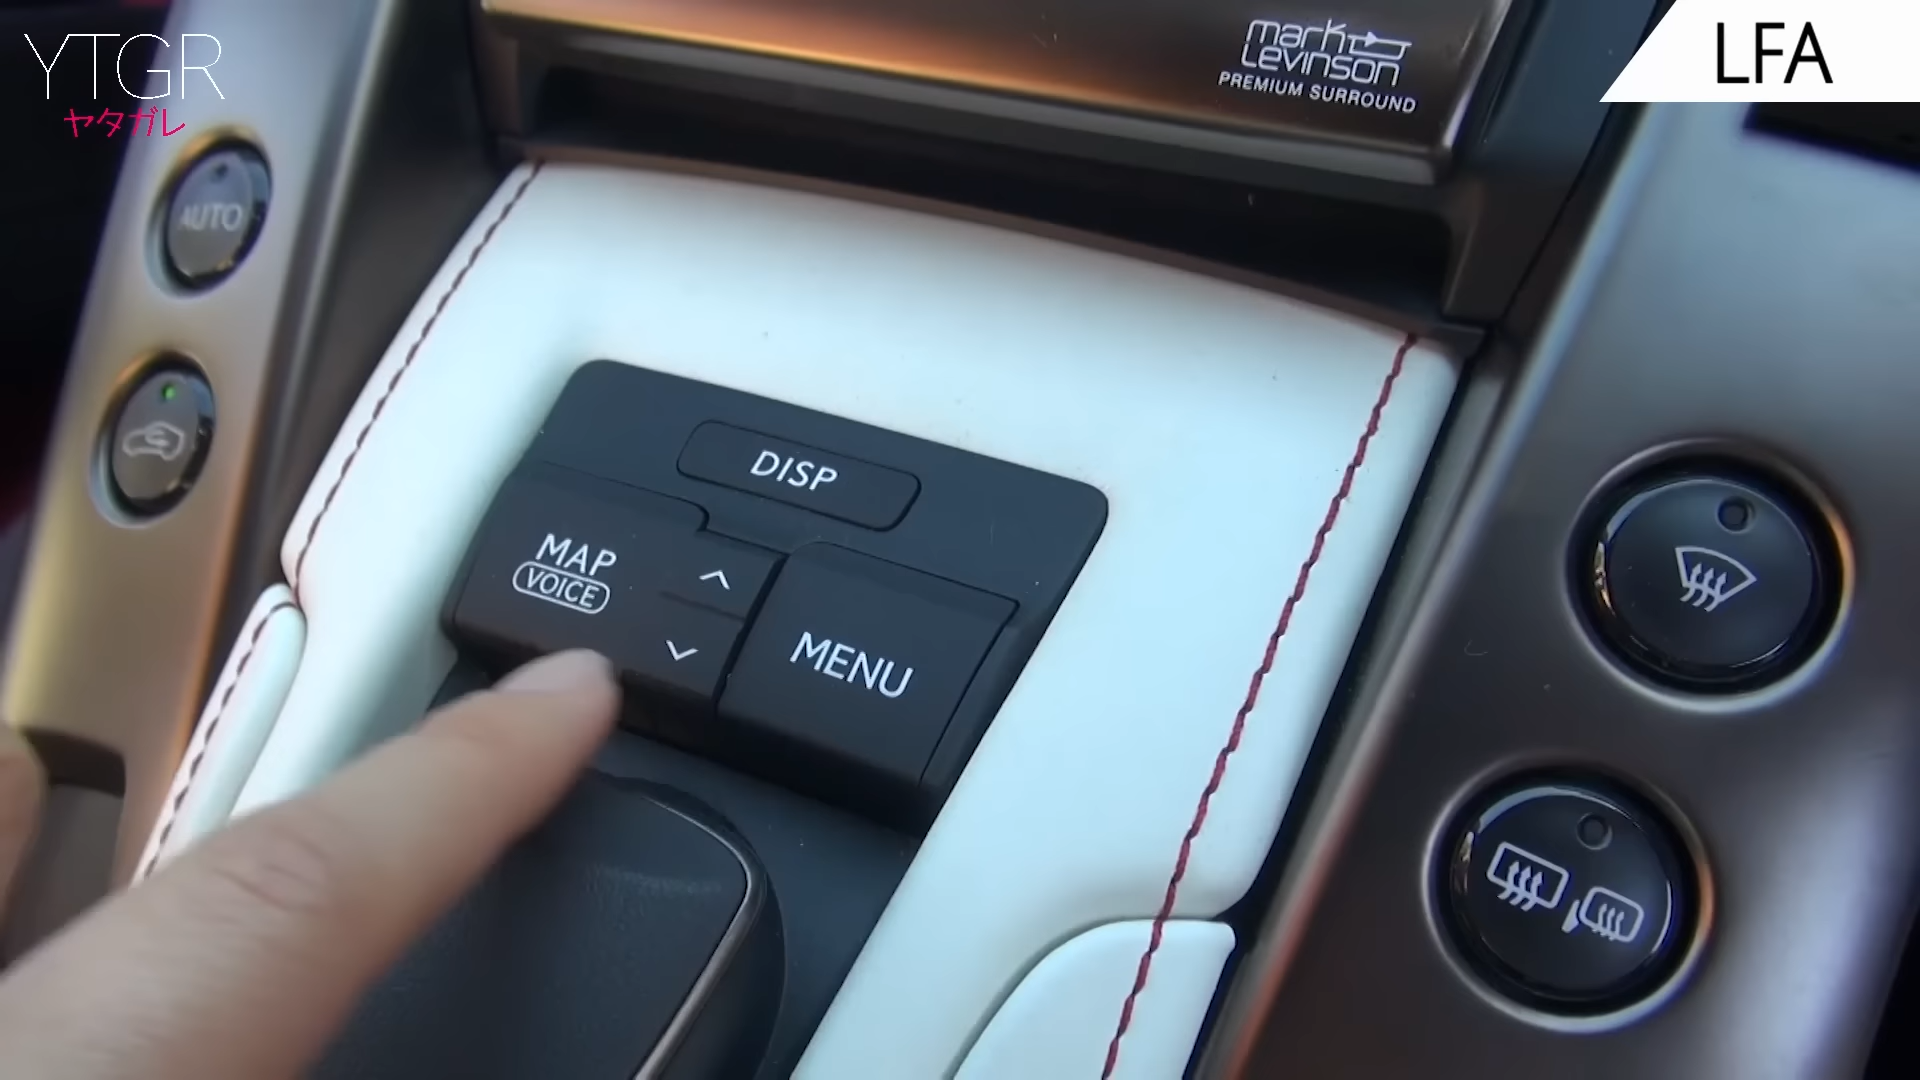 YTGR
ヤタガレ
mark
Levinson
PREMIUM SURROUND
LFA
AUTO
DISP
MAP
VOICE
MENU